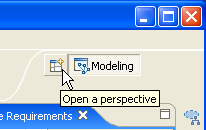 Modeling
Open a perspective
e Requirements